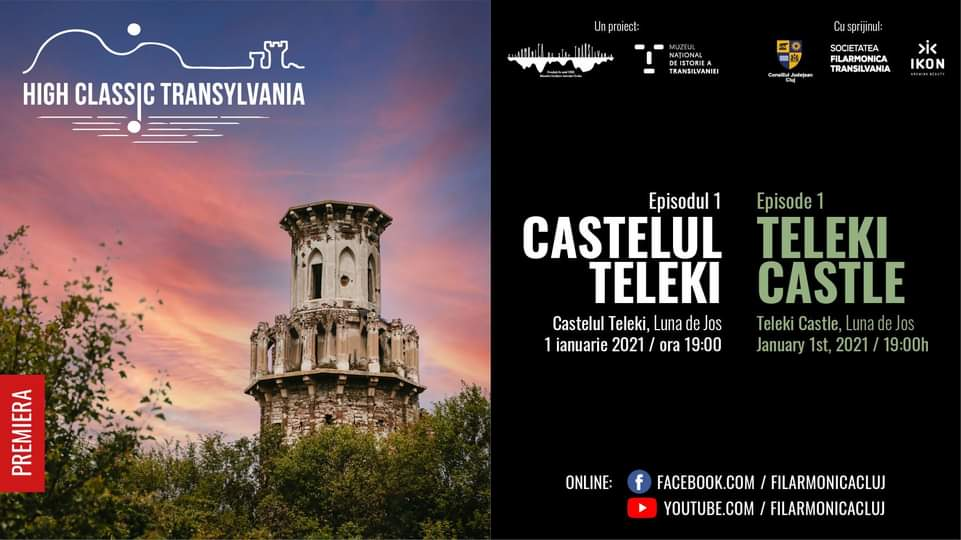 HIGH CLASSIC TRANSYLVANIA
PREMIERA
Un proiect:
MUZEUL
NAȚIONAL
DE ISTORIE A
TRANSILVANIEI
Cu sprijinul:
Consiliul Județean
Cluj
SOCIETATEA
FILARMONICA
TRANSILVANIA
IKON
GROWING BEAUTY
Episodul 1
CASTELUL
TELEKI
Castelul Teleki, Luna de Jos
1 ianuarie 2021 / ora 19:00
Episode 1
TELEKI
CASTLE
Teleki Castle, Luna de Jos
January 1st, 2021 / 19:00h
ONLINE:
FACEBOOK.COM / FILARMONICACLUJ
YOUTUBE.COM / FILARMONICACLUJ